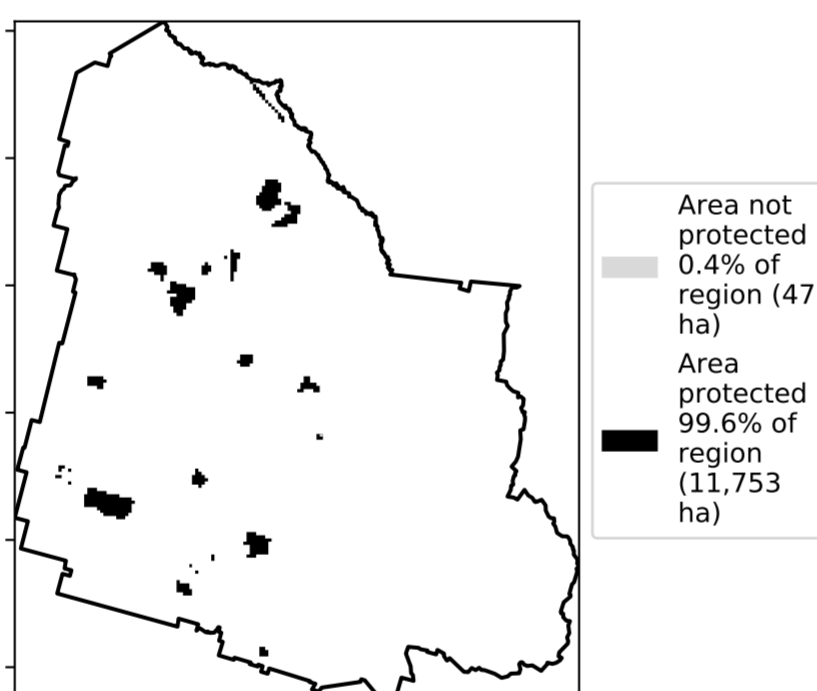 Area not
protected
0.4% of
region (47
ha)
Area
protected
99.6% of
region
(11,753
ha)